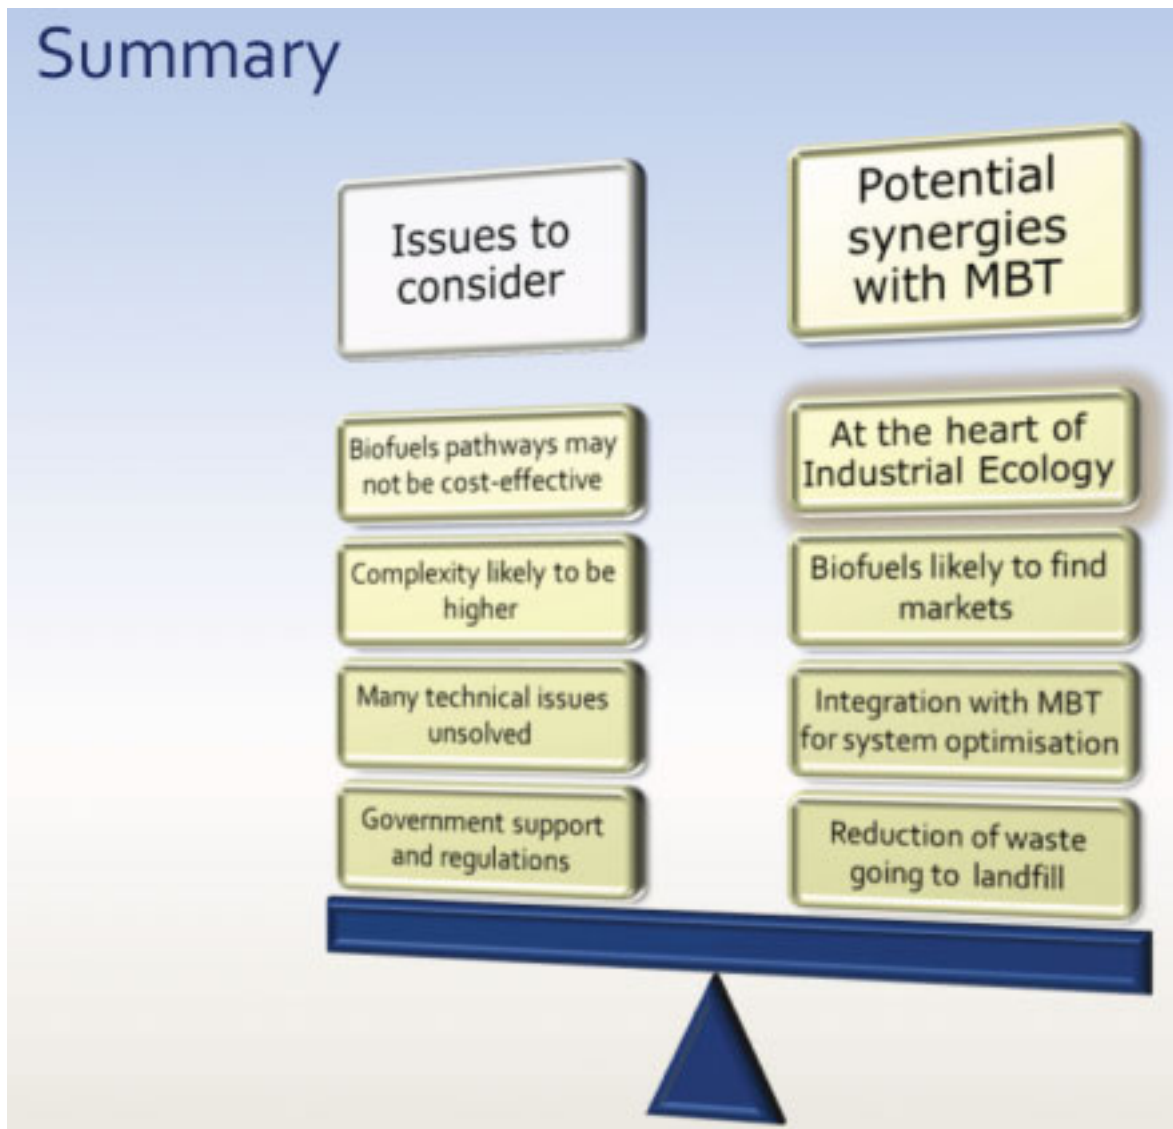 Summary
Issues to
consider
Biofuels pathways may
not be cost-effective
Complexity likely to be
higher
Many technical issues
unsolved
Government support
and regulations
Potential
synergies
with MBT
At the heart of
Industrial Ecology
Biofuels likely to find
markets
Integration with MBT
for system optimisation
Reduction of waste
going to landfill